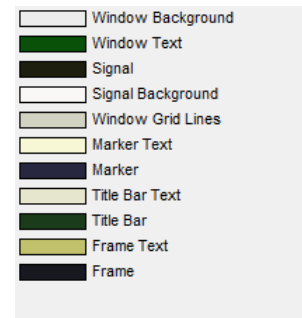 Window Background
Window Text
Signal
Signal Background
Window Grid Lines
Marker Text
Marker
Title Bar Text
Title Bar
Frame Text
Frame